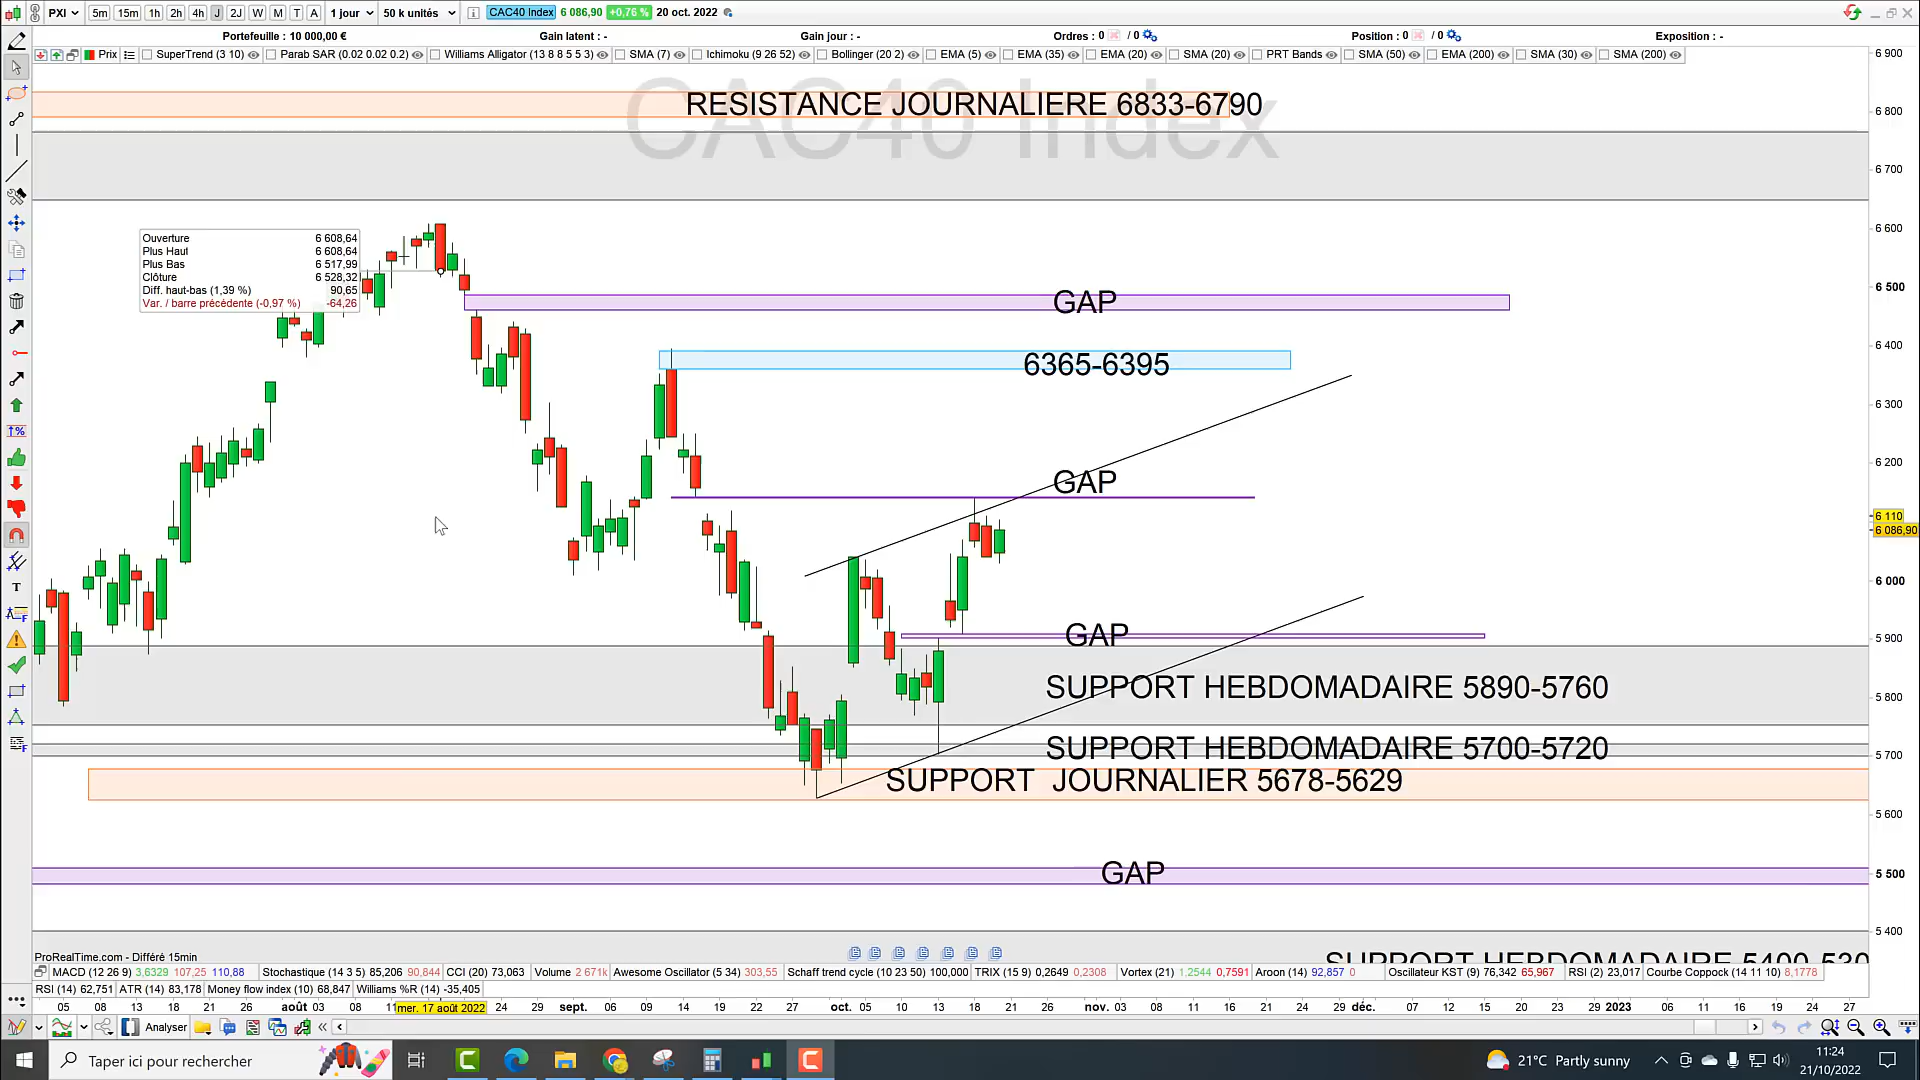 PXI 5m 15m 1h 2h 4h J 2J W M T A 1 jour 50 k unités CAC40 Index 6 086,90 +0,76 % 20 oct. 2022
Portefeuille : 10 000,00 € Gain latent : - Gain jour : - Ordres : 0 / 0 Position : 0 / 0 Exposition : -
Prix SuperTrend (3 10) Parab SAR (0.02 0.02 0.2) Williams Alligator (13 8 8 5 5 3) SMA (7) Ichimoku (9 26 52) Bollinger (20 2) EMA (5) EMA (35) EMA (20) SMA (20) PRT Bands SMA (50) EMA (200) SMA (30) SMA (200)
6 900
CAC40 Index
RESISTANCE JOURNALIERE 6833-6790
6 800
6 700
6 600
Ouverture 6 608,64
Plus Haut 6 608,64
Plus Bas 6 517,99
Clôture 6 528,32
Diff. haut-bas (1,39 %) 90,65
Var. / barre précédente (-0,97 %) -64,26
6 500
GAP
6 400
6365-6395
6 300
6 200
GAP
6 110
6 086,90
6 000
GAP
5 900
SUPPORT HEBDOMADAIRE 5890-5760
5 800
SUPPORT HEBDOMADAIRE 5700-5720
5 700
SUPPORT JOURNALIER 5678-5629
5 600
GAP
5 500
5 400
ProRealTime.com - Différé 15min
SUPPORT HEBDOMADAIRE 5400-530
MACD (12 26 9) 3,6329 107,25 110,88 Stochastique (14 3 5) 85,206 90,844 CCI (20) 73,063 Volume 2 671k Awesome Oscillator (5 34) 303,55 Schaff trend cycle (10 23 50) 100,000 TRIX (15 9) 0,2649 0,2308 Vortex (21) 1,2544 0,7591 Aroon (14) 92,857 0 Oscillateur KST (9) 76,342 65,967 RSI (2) 23,017 Courbe Coppock (14 11 10) 8,1778
RSI (14) 62,751 ATR (14) 83,178 Money flow index (10) 68,847 Williams %R (14) -35,405
05 08 11 mer. 17 août 2022 24 29 sept. 06 09 14 19 22 27 oct. 05 10 13 18 21 26 nov. 03 08 11 16 21 24 29 déc. 07 12 15 20 23 29 2023 06 11 16 19 24 27
05 08 13 18 21 26 août
Analyser
Taper ici pour rechercher
21°C Partly sunny
11:24
21/10/2022